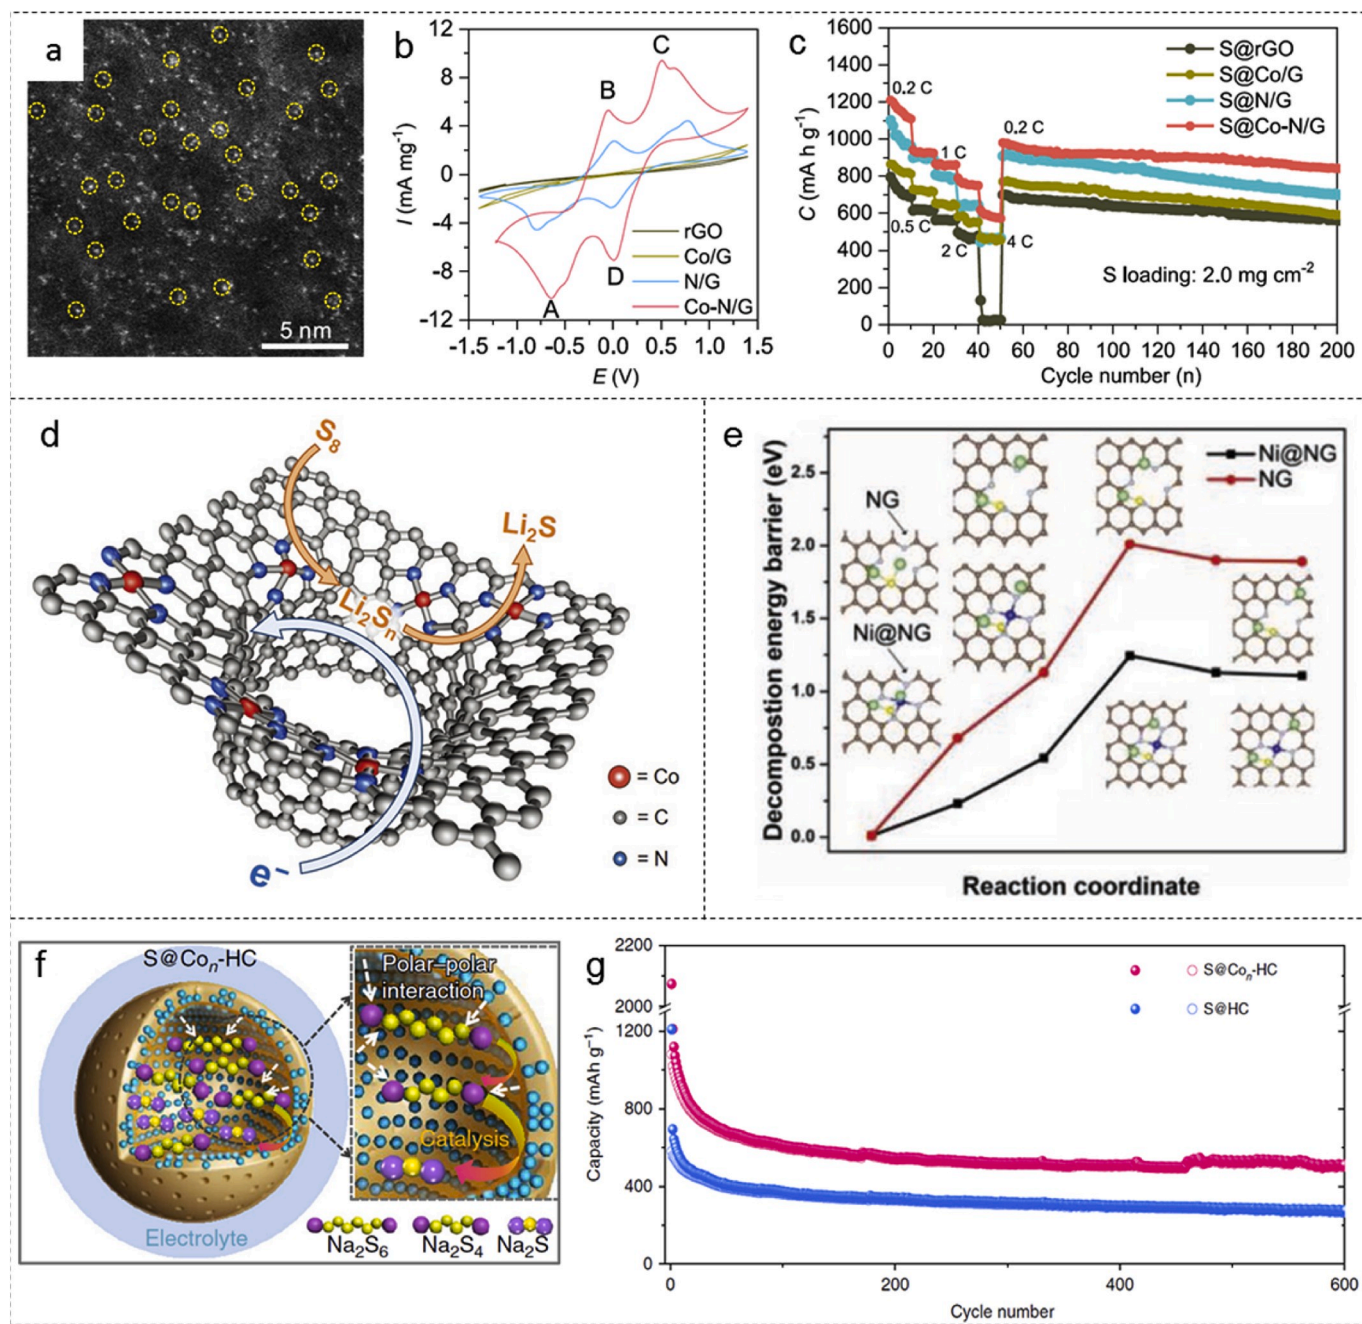 a
5 nm
b
I (mA mg⁻¹)
12
8
4
0
-4
-8
-12
A
B
C
D
rGO
Co/G
N/G
Co-N/G
-1.5 -1.0 -0.5 0.0 0.5 1.0 1.5
E (V)
c
C (mA h g⁻¹)
1600
1400
1200
1000
800
600
400
200
0
S@rGO
S@Co/G
S@N/G
S@Co-N/G
0.2 C
1 C
0.2 C
0.5 C
2 C
4 C
S loading: 2.0 mg cm⁻²
0 20 40 60 80 100 120 140 160 180 200
Cycle number (n)
d
S₈
Li₂S
Li₂Sₙ
e⁻
= Co
= C
= N
e
Decompostion energy barrier (eV)
2.5
2.0
1.5
1.0
0.5
0.0
Ni@NG
NG
NG
Ni@NG
Reaction coordinate
f
S@Coₙ-HC
Polar–polar
interaction
Catalysis
Electrolyte
Na₂S₆
Na₂S₄
Na₂S
g
Capacity (mAh g⁻¹)
2200
2000
1200
800
400
0
S@Coₙ-HC
S@HC
0 200 400 600
Cycle number